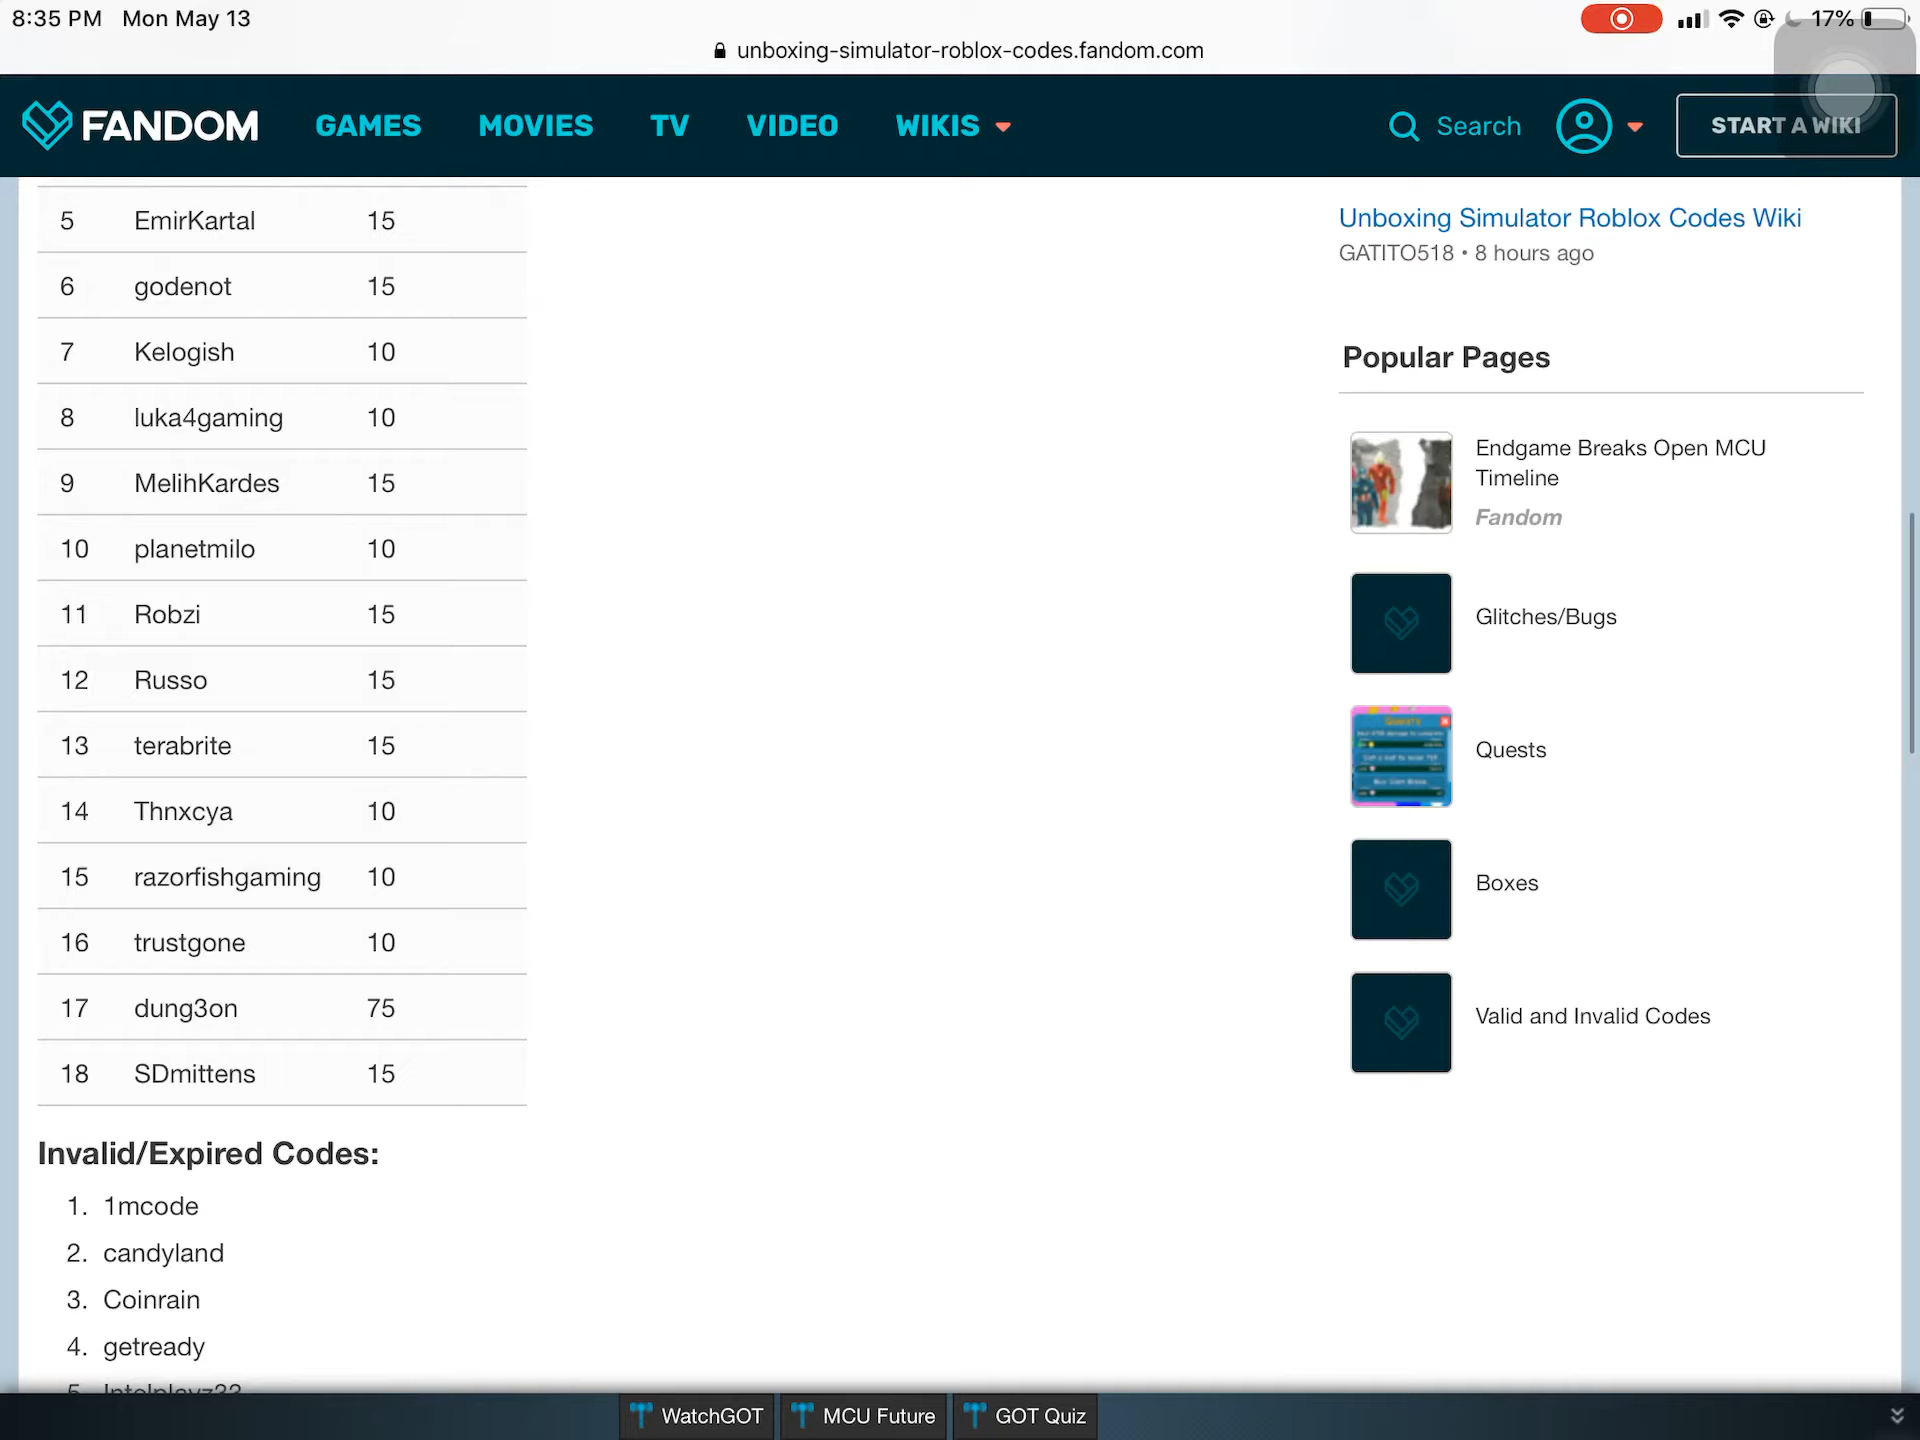 8:35 PM Mon May 13
17%
unboxing-simulator-roblox-codes.fandom.com
FANDOM GAMES MOVIES TV VIDEO WIKIS Search START A WIKI
5 EmirKartal 15
6 godenot 15
7 Kelogish 10
8 luka4gaming 10
9 MelihKardes 15
10 planetmilo 10
11 Robzi 15
12 Russo 15
13 terabrite 15
14 Thnxcya 10
15 razorfishgaming 10
16 trustgone 10
17 dung3on 75
18 SDmittens 15
Invalid/Expired Codes:
1. 1mcode
2. candyland
3. Coinrain
4. getready
Unboxing Simulator Roblox Codes Wiki
GATITO518 • 8 hours ago
Popular Pages
Endgame Breaks Open MCU
Timeline
Fandom
Glitches/Bugs
Quests
Boxes
Valid and Invalid Codes
WatchGOT MCU Future GOT Quiz